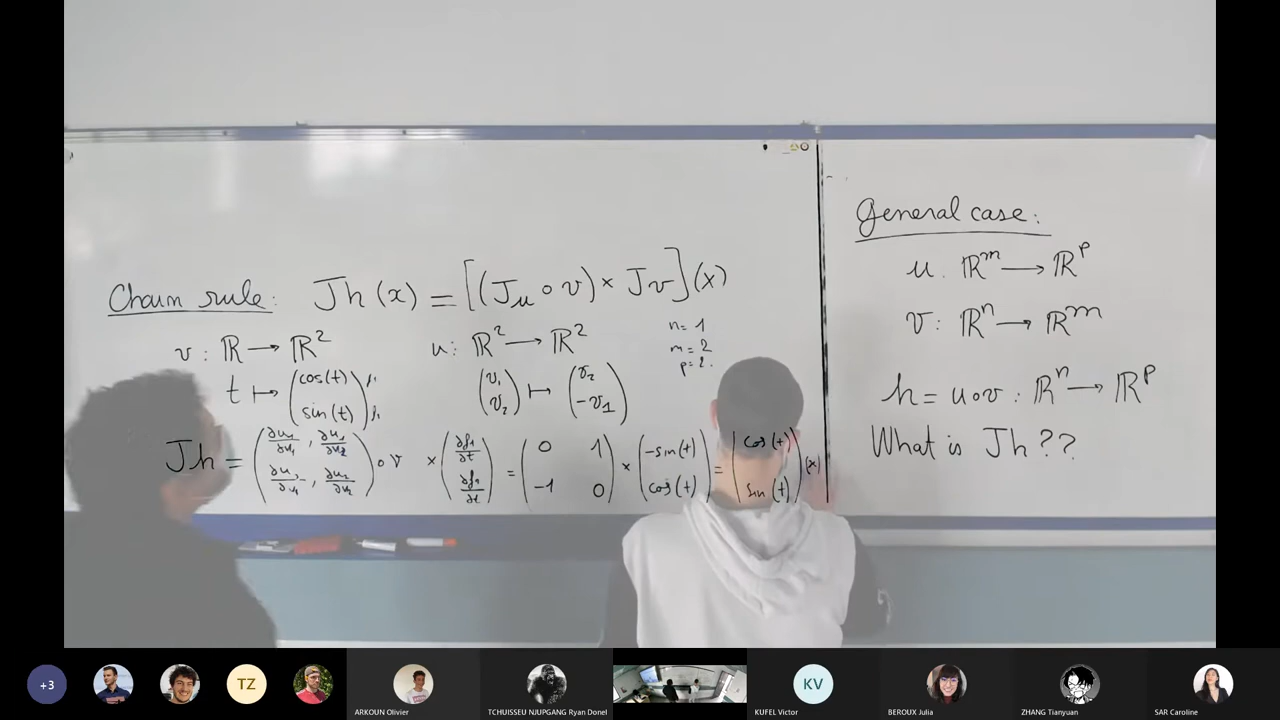 Chain rule: Jh(x) = [(Ju ∘ v) × Jv](x)
v : ℝ → ℝ²
u : ℝ² → ℝ²
n = 1
m = 2
p = 2.
t ↦ (cos(t) sin(t))
(v₁ v₂) ↦ (v₂ -v₁)
Jh = (∂u₁/∂v₁ , ∂u₁/∂v₂ ∂u₂/∂v₁ , ∂u₂/∂v₂) ∘ v × (∂f₁/∂t ∂f₁/∂t) = (0 1 -1 0) × (-sin(t) cos(t)) = (cos(t) sin(t))(x)
General case:
u : ℝᵐ → ℝᵖ
v : ℝⁿ → ℝᵐ
h = u∘v : ℝⁿ → ℝᵖ
What is Jh ??
+3
TZ
ARKOUN Olivier
TCHUISSEU NJUPGANG Ryan Donel
KV
KUFEL Victor
BEROUX Julia
ZHANG Tianyuan
SAR Caroline